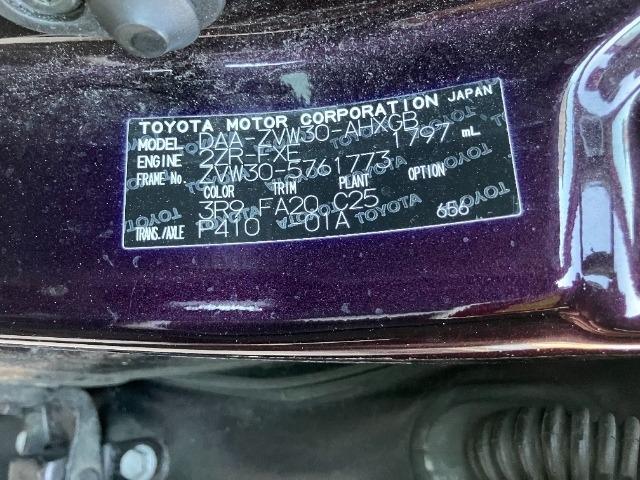 TOYOTA MOTOR CORPORATION JAPAN
MODEL DAA-ZVW30-AHXGB
ENGINE 2ZR-FXE 1797 mL
FRAME No. ZVW30-5761773
COLOR TRIM PLANT OPTION
3R9 FA20 C25
TRANS./AXLE P410 -01A 656